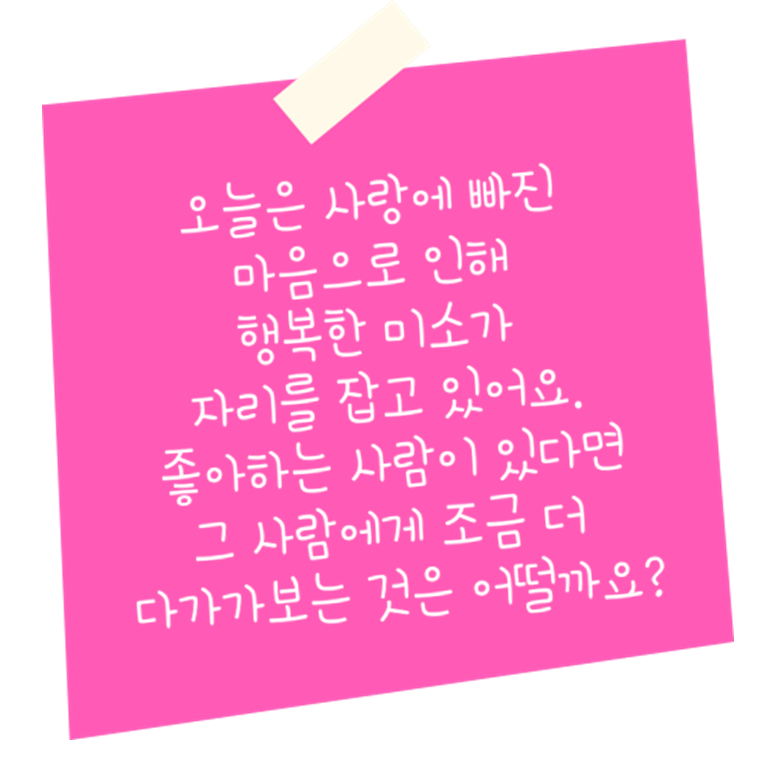 오늘은 사랑에 빠진
마음으로 인해
행복한 미소가
자리를 잡고 있어요.
좋아하는 사람이 있다면
그 사람에게 조금 더
다가가보는 것은 어떨까요?